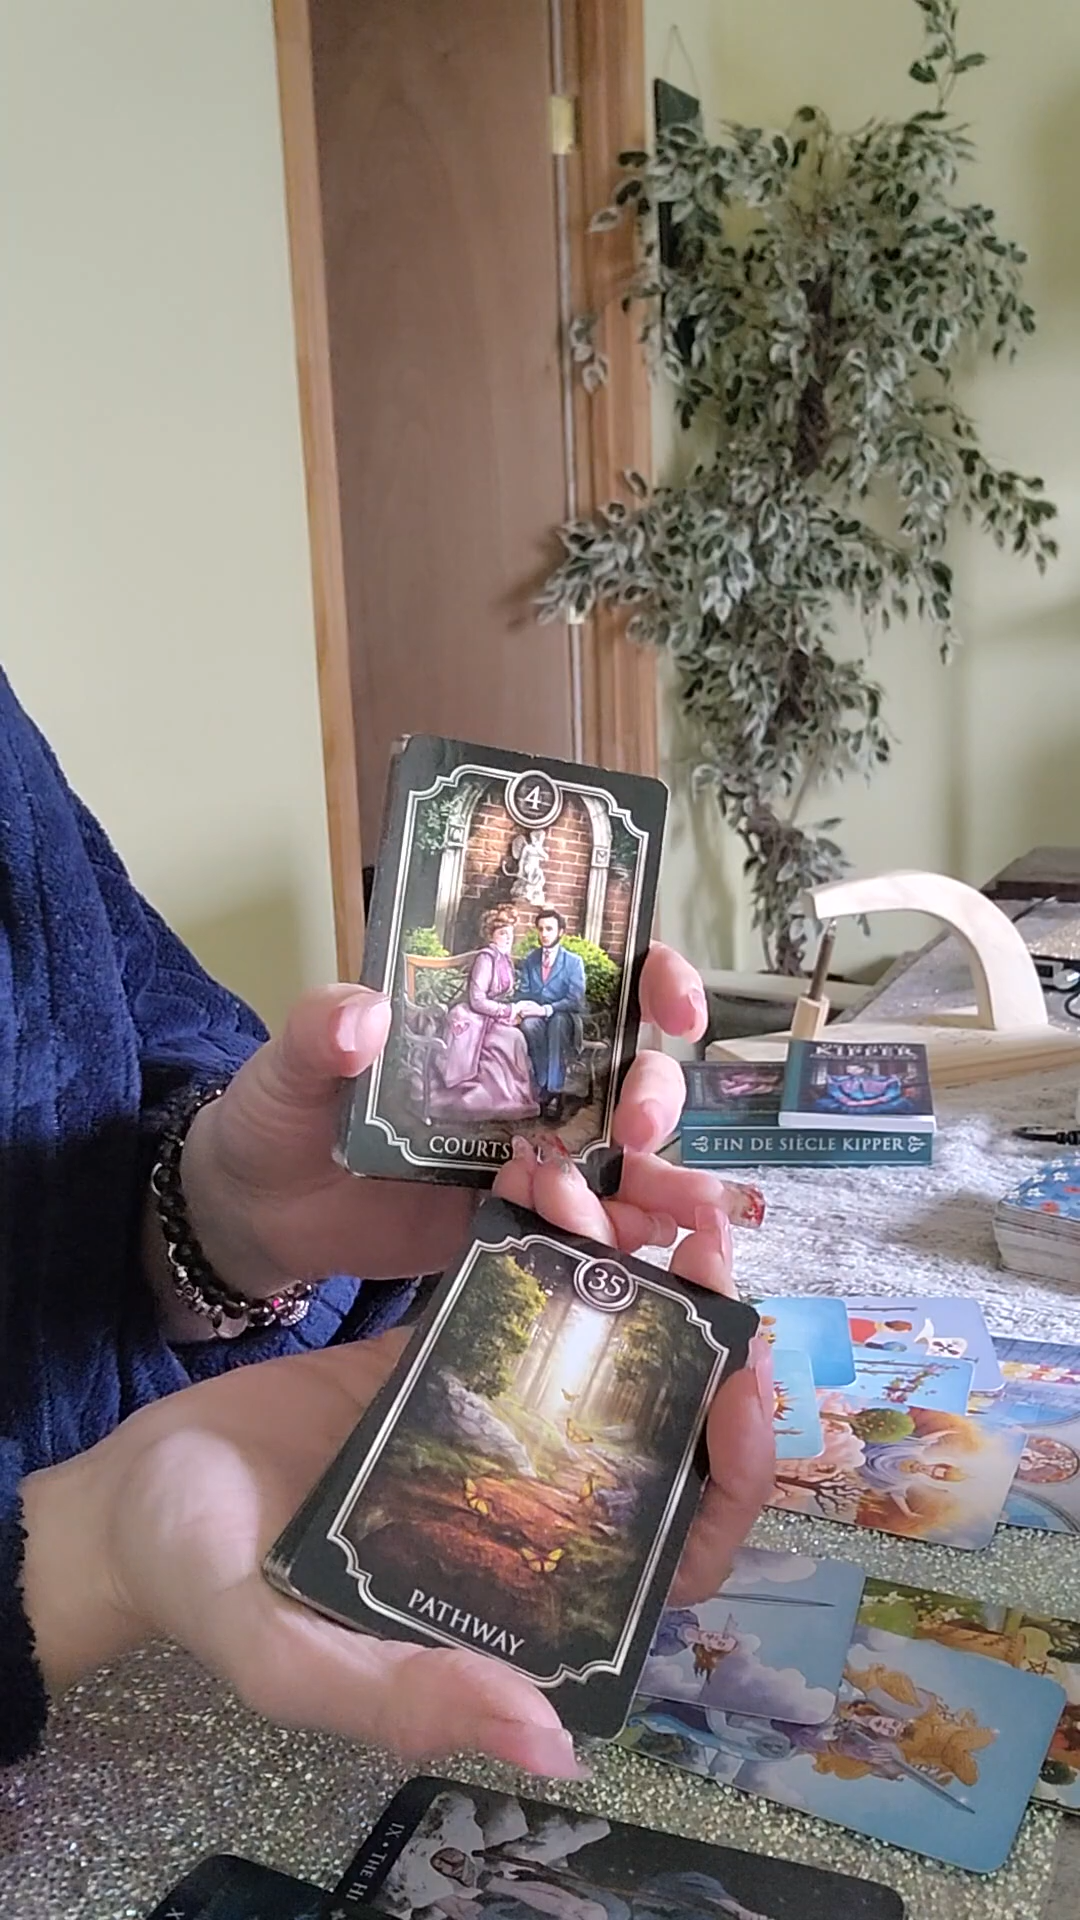 4
COURTS
KIPPER
FIN DE SIÈCLE KIPPER
35
PATHWAY
IX · THE HI
X